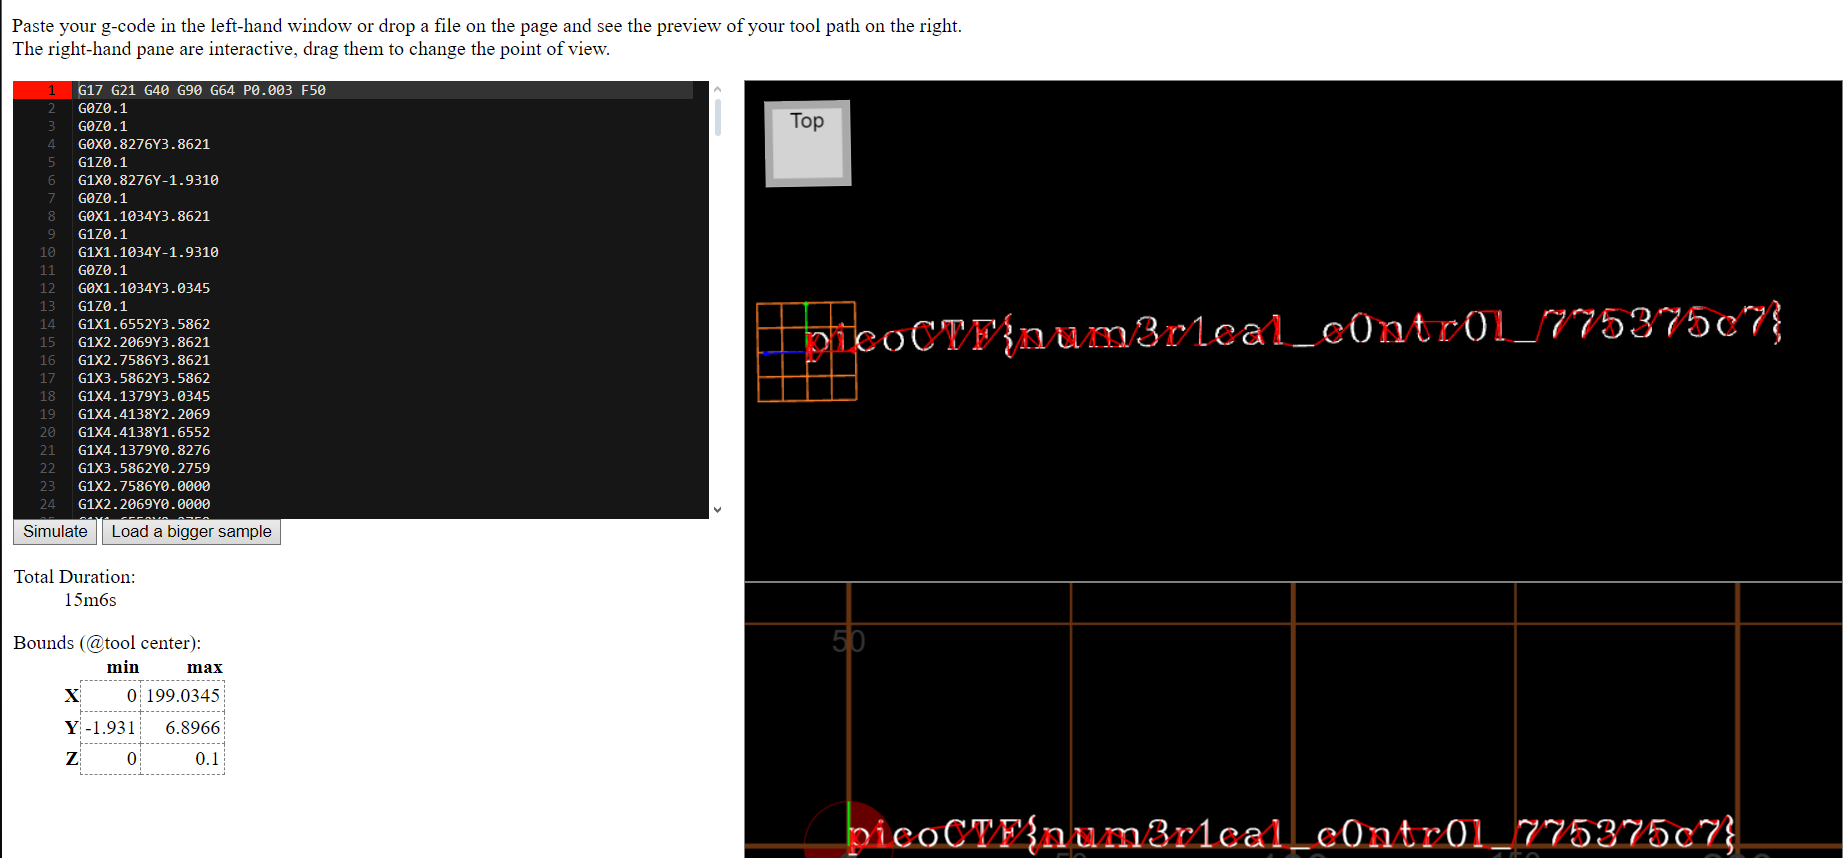 Paste your g-code in the left-hand window or drop a file on the page and see the preview of your tool path on the right.
The right-hand pane are interactive, drag them to change the point of view.
1 G17 G21 G40 G90 G64 P0.003 F50
2 G0Z0.1
3 G0Z0.1
4 G0X0.8276Y3.8621
5 G1Z0.1
6 G1X0.8276Y-1.9310
7 G0Z0.1
8 G0X1.1034Y3.8621
9 G1Z0.1
10 G1X1.1034Y-1.9310
11 G0Z0.1
12 G0X1.1034Y3.0345
13 G1Z0.1
14 G1X1.6552Y3.5862
15 G1X2.2069Y3.8621
16 G1X2.7586Y3.8621
17 G1X3.5862Y3.5862
18 G1X4.1379Y3.0345
19 G1X4.4138Y2.2069
20 G1X4.4138Y1.6552
21 G1X4.1379Y0.8276
22 G1X3.5862Y0.2759
23 G1X2.7586Y0.0000
24 G1X2.2069Y0.0000
Simulate Load a bigger sample
Total Duration:
15m6s
Bounds (@tool center):
min max
X 0 199.0345
Y -1.931 6.8966
Z 0 0.1
Top
picoCTF{num3r1cal_c0ntr0l_775375c7}
50
picoCTF{num3r1cal_c0ntr0l_775375c7}